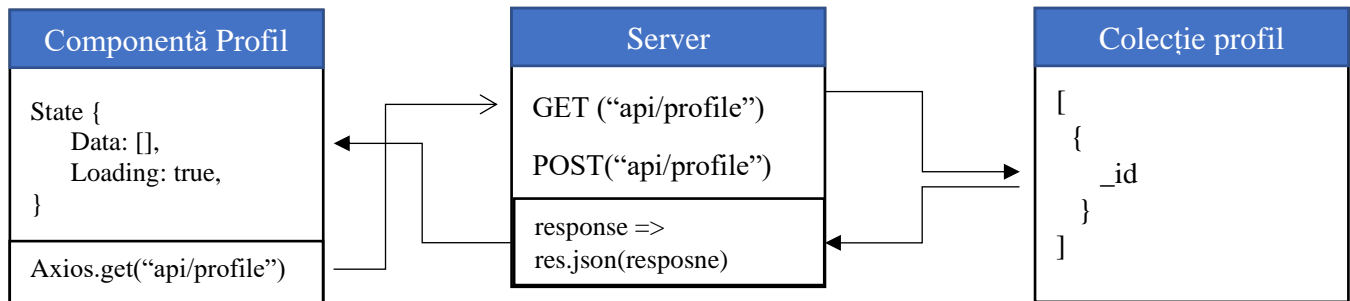 Componentă Profil
State {
Data: [],
Loading: true,
}
Axios.get(“api/profile”)
Server
GET (“api/profile”)
POST(“api/profile”)
response =>
res.json(resposne)
Colecție profil
[
{
_id
}
]